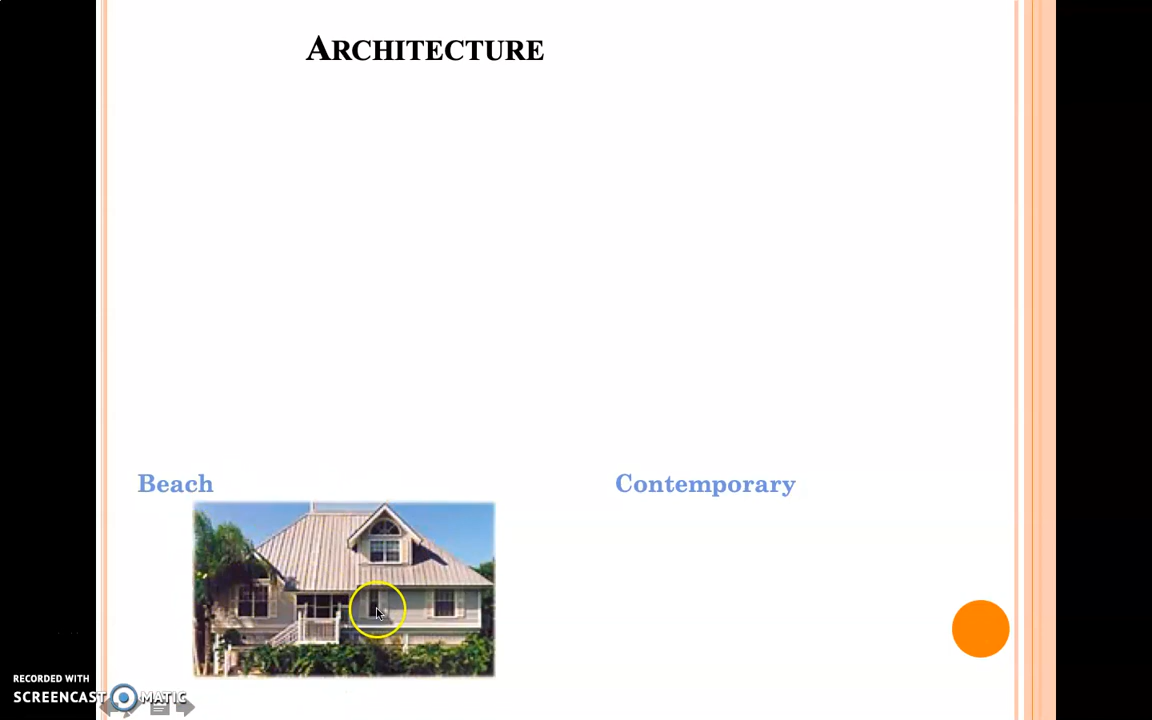 ARCHITECTURE
Beach
Contemporary
RECORDED WITH
SCREENCAST MATIC